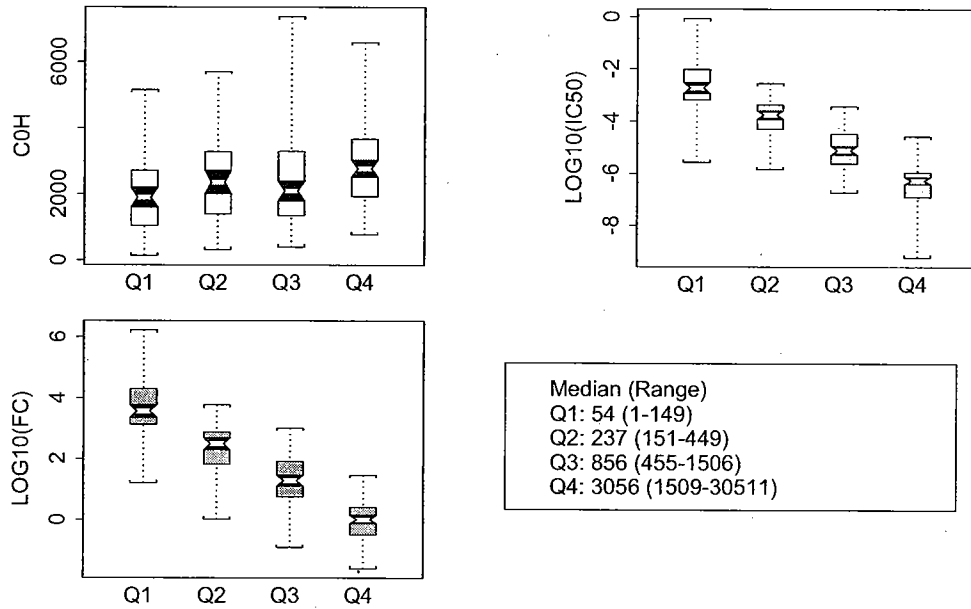 C0H
6000
2000
0
Q1 Q2 Q3 Q4
LOG10(IC50)
0
-2
-4
-6
-8
Q1 Q2 Q3 Q4
LOG10(FC)
6
4
2
0
Q1 Q2 Q3 Q4
Median (Range)
Q1: 54 (1-149)
Q2: 237 (151-449)
Q3: 856 (455-1506)
Q4: 3056 (1509-30511)